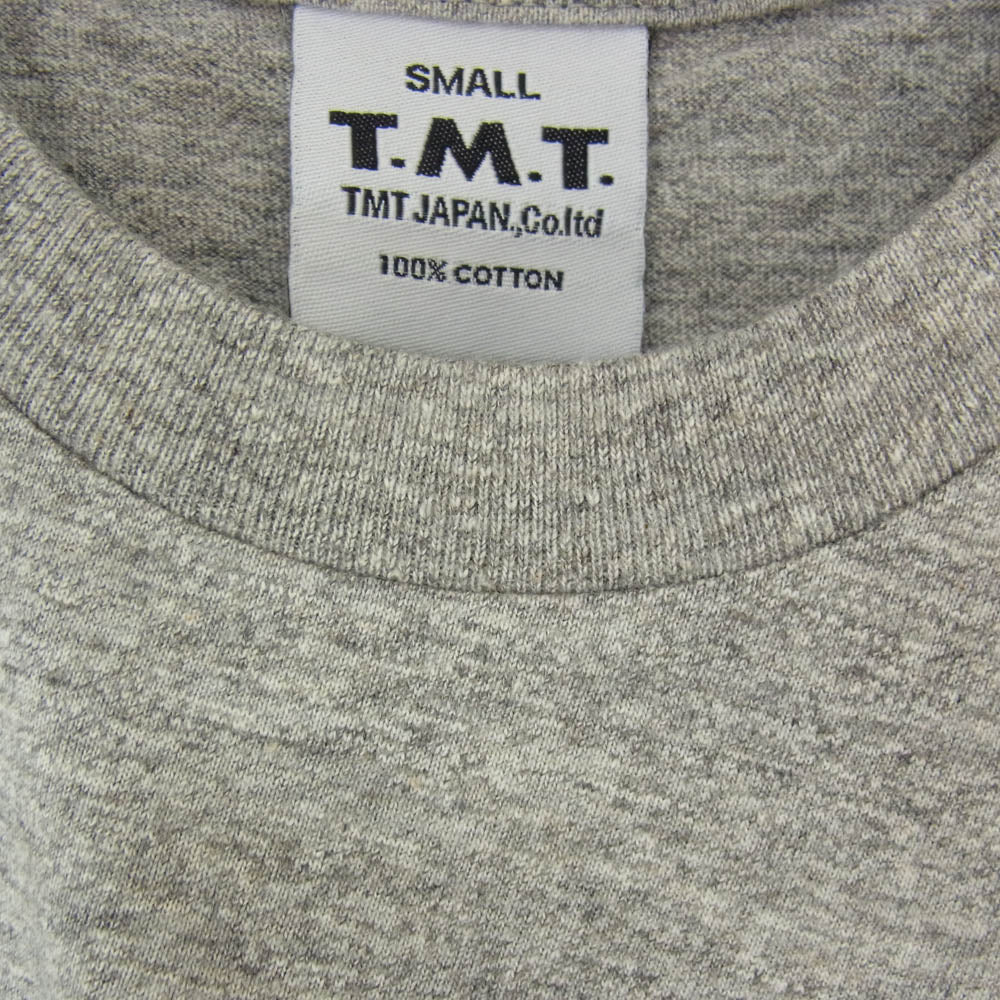 SMALL
T.M.T.
TMT JAPAN.,Co.ltd
100% COTTON